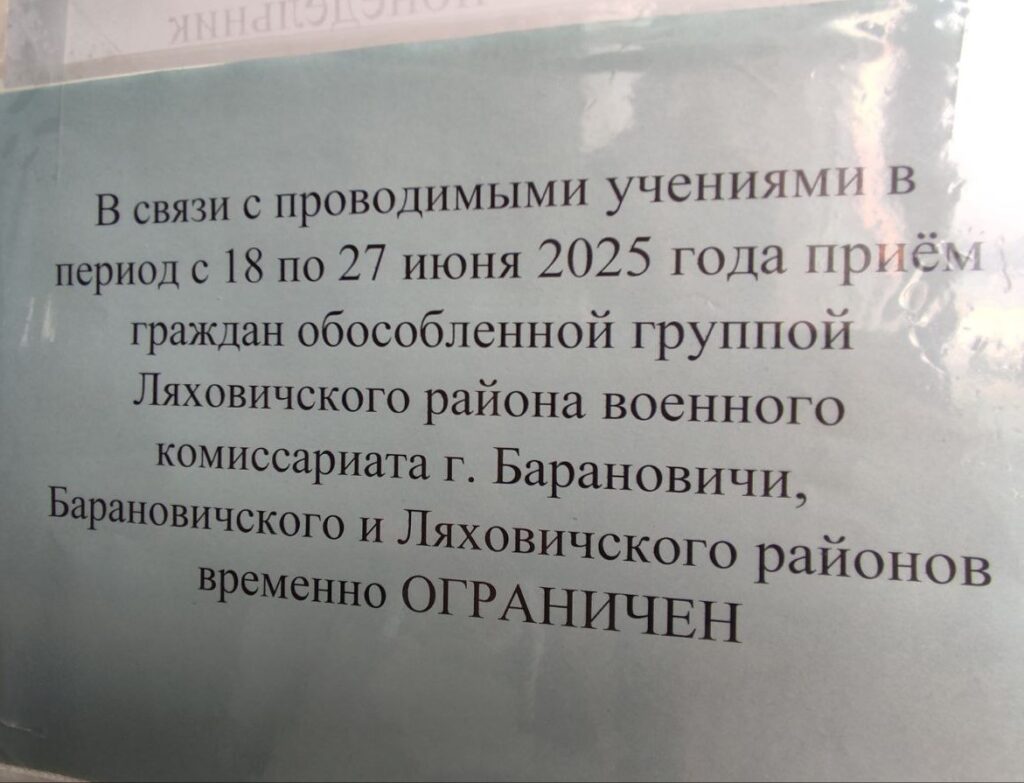 понедельник
В связи с проводимыми учениями в
период с 18 по 27 июня 2025 года приём
граждан обособленной группой
Ляховичского района военного
комиссариата г. Барановичи,
Барановичского и Ляховичского районов
временно ОГРАНИЧЕН